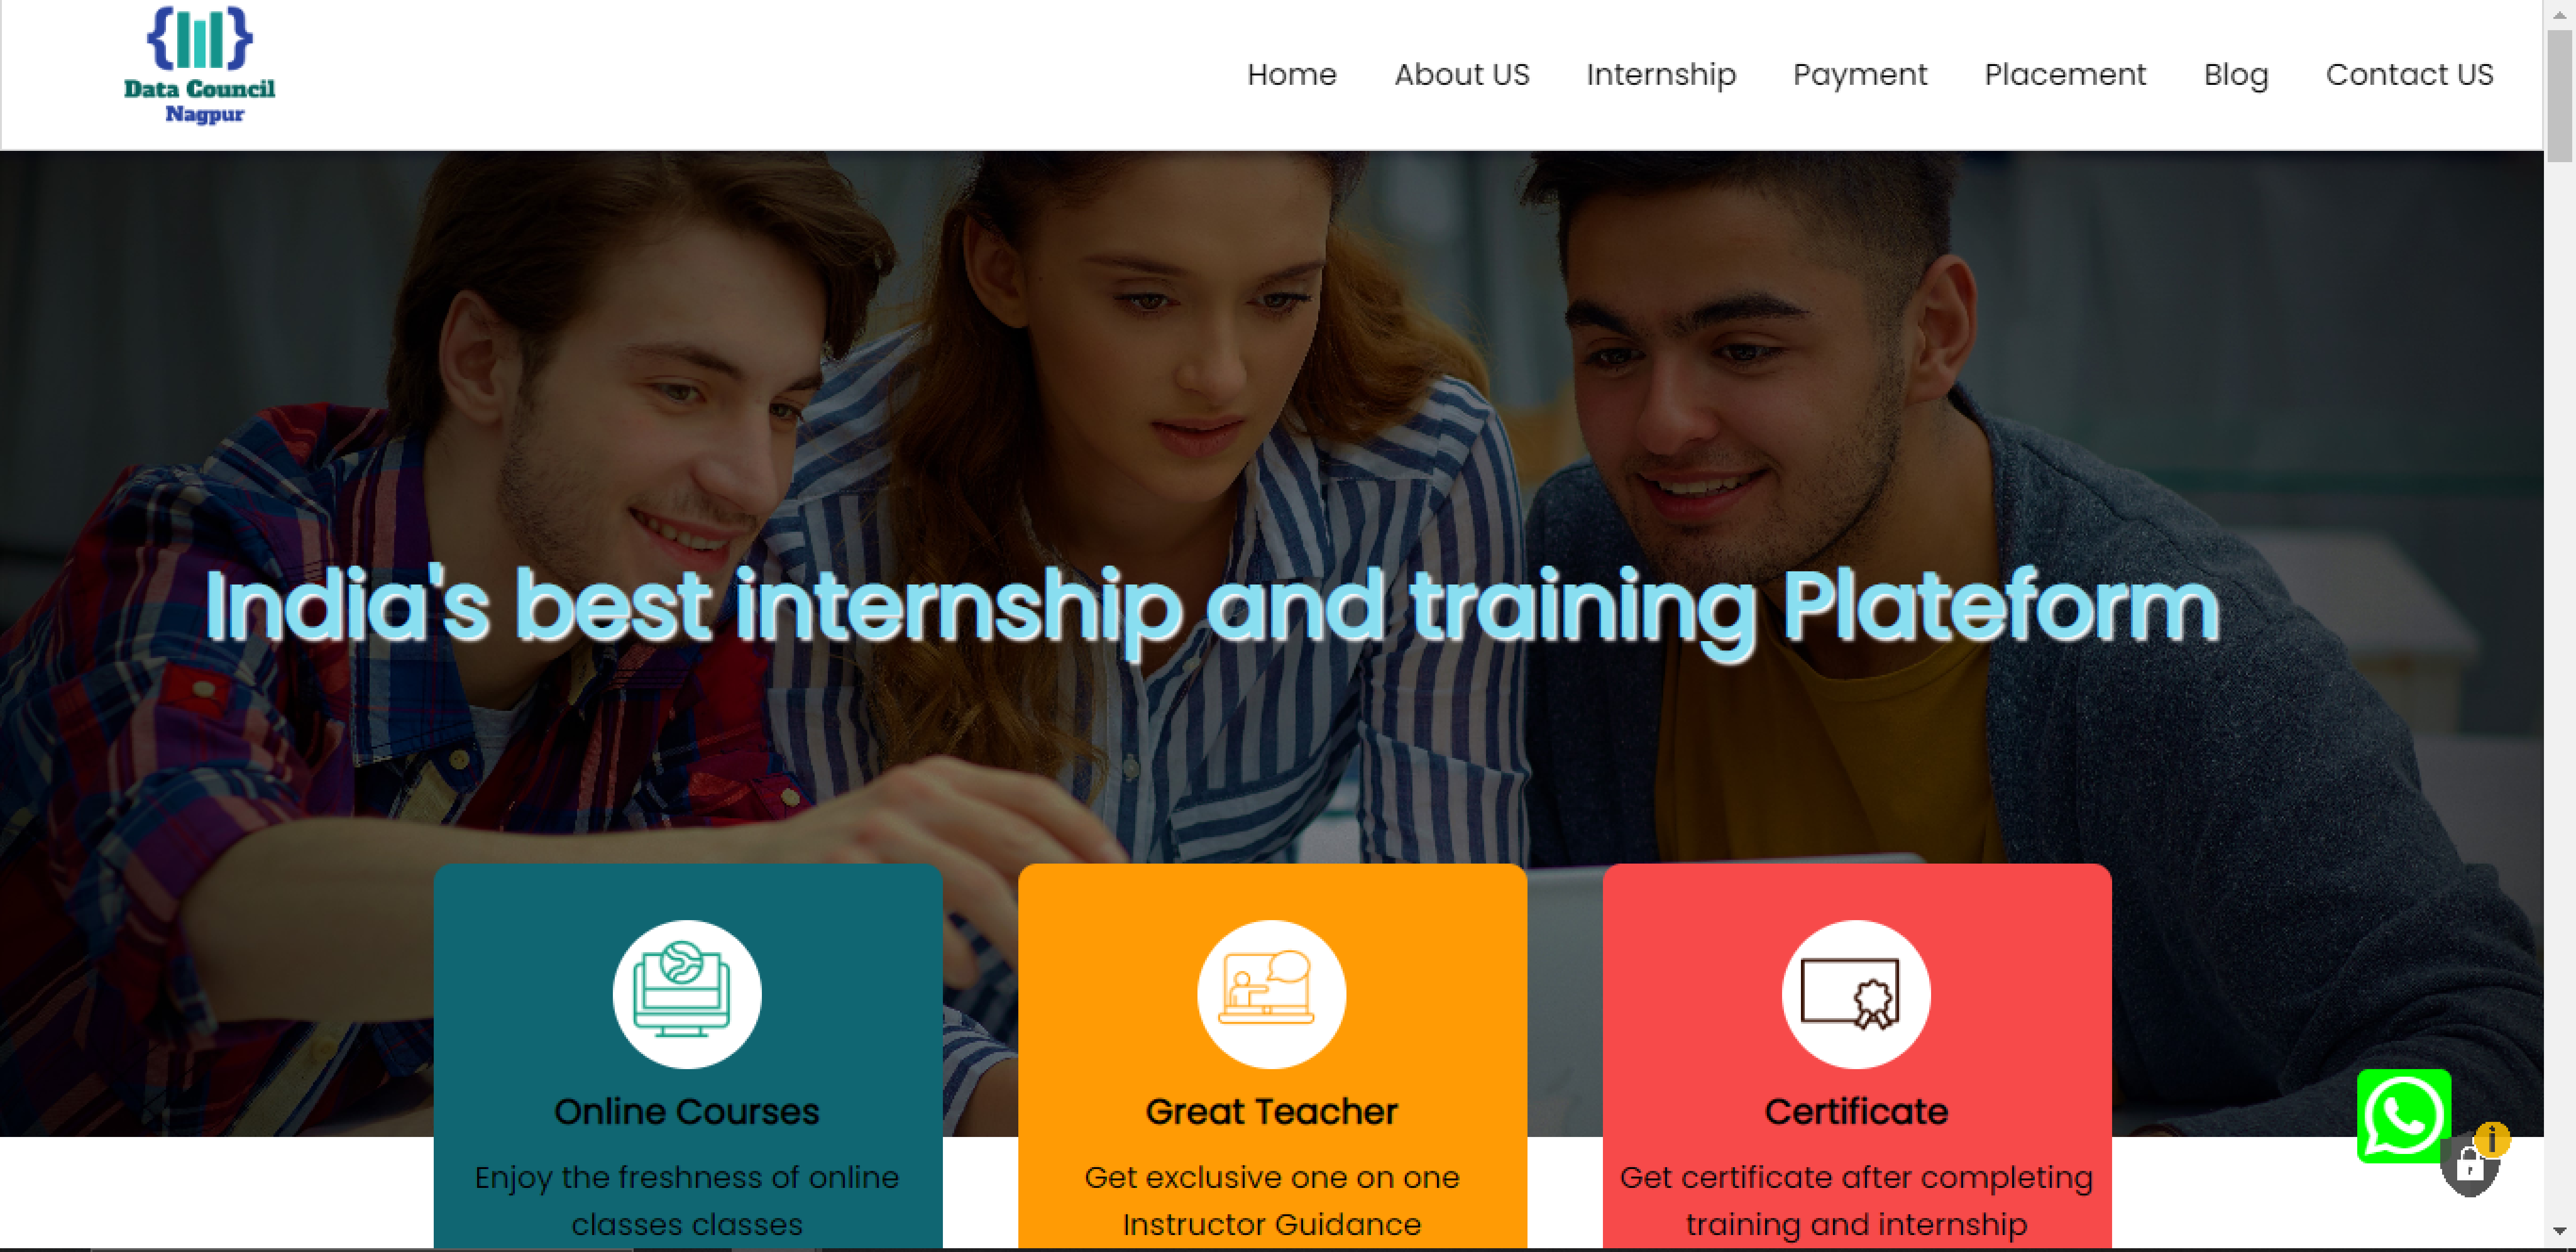 Data Council
Nagpur
Home About US Internship Payment Placement Blog Contact US
India's best internship and training Plateform
Online Courses
Enjoy the freshness of online
classes classes
Great Teacher
Get exclusive one on one
Instructor Guidance
Certificate
Get certificate after completing
training and internship
i